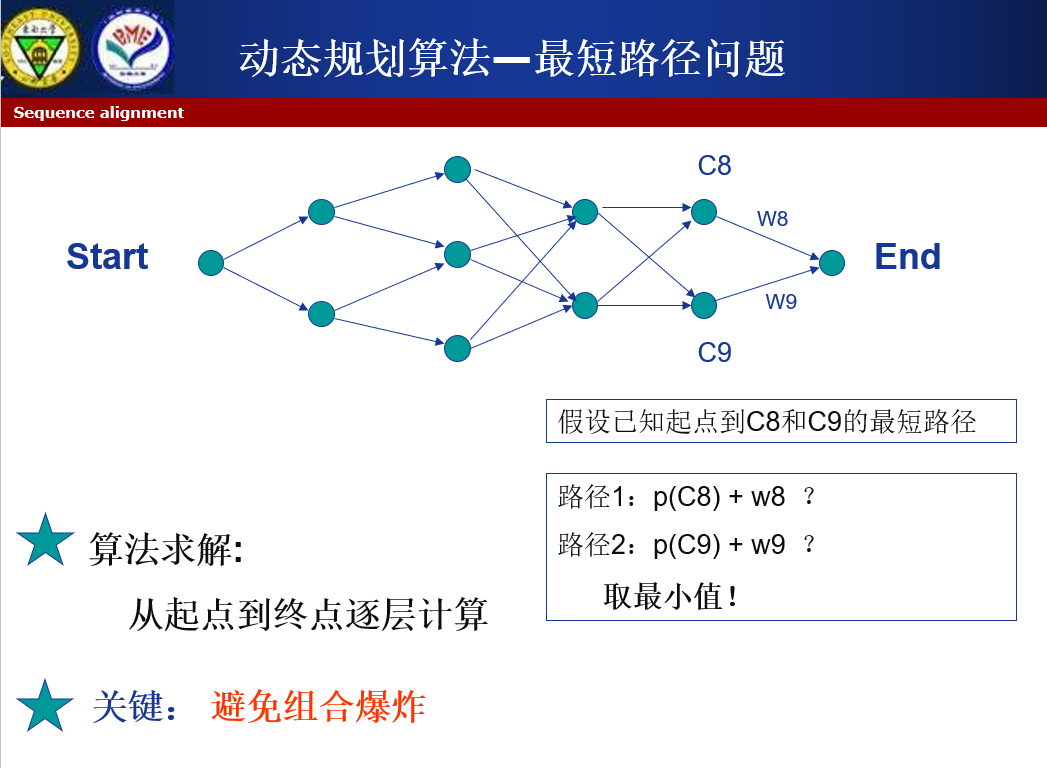 动态规划算法—最短路径问题
Sequence alignment
C8
W8
Start
End
W9
C9
假设已知起点到C8和C9的最短路径
路径1：p(C8) + w8 ？
路径2：p(C9) + w9 ？
取最小值！
算法求解:
从起点到终点逐层计算
关键： 避免组合爆炸